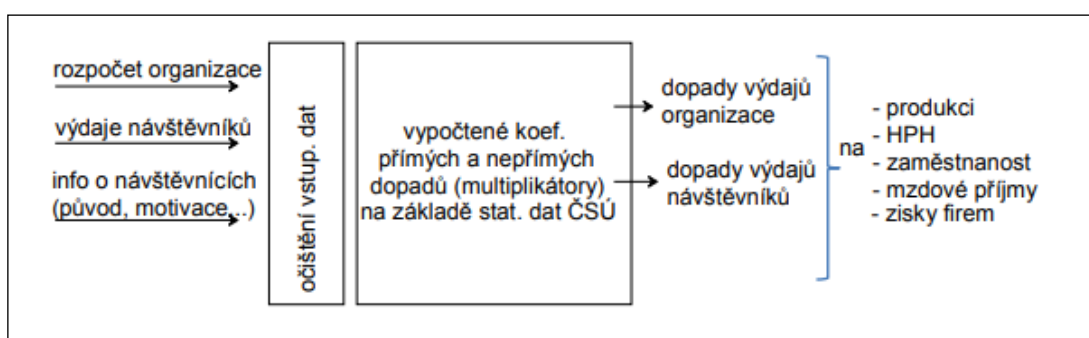 rozpočet organizace
výdaje návštěvníků
info o návštěvnících
(původ, motivace,..)
očištění vstup. dat
vypočtené koef.
přímých a nepřímých
dopadů (multiplikátory)
na základě stat. dat ČSÚ
dopady výdajů
organizace
dopady výdajů
návštěvníků
na
- produkci
- HPH
- zaměstnanost
- mzdové příjmy
- zisky firem